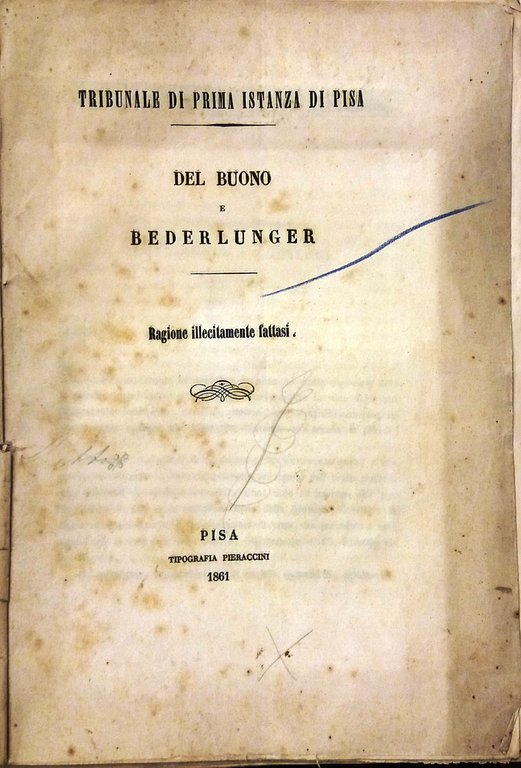 TRIBUNALE DI PRIMA ISTANZA DI PISA
DEL BUONO
E
BEDERLUNGER
Ragione illecitamente fattasi.
PISA
TIPOGRAFIA PIERACCINI
1861